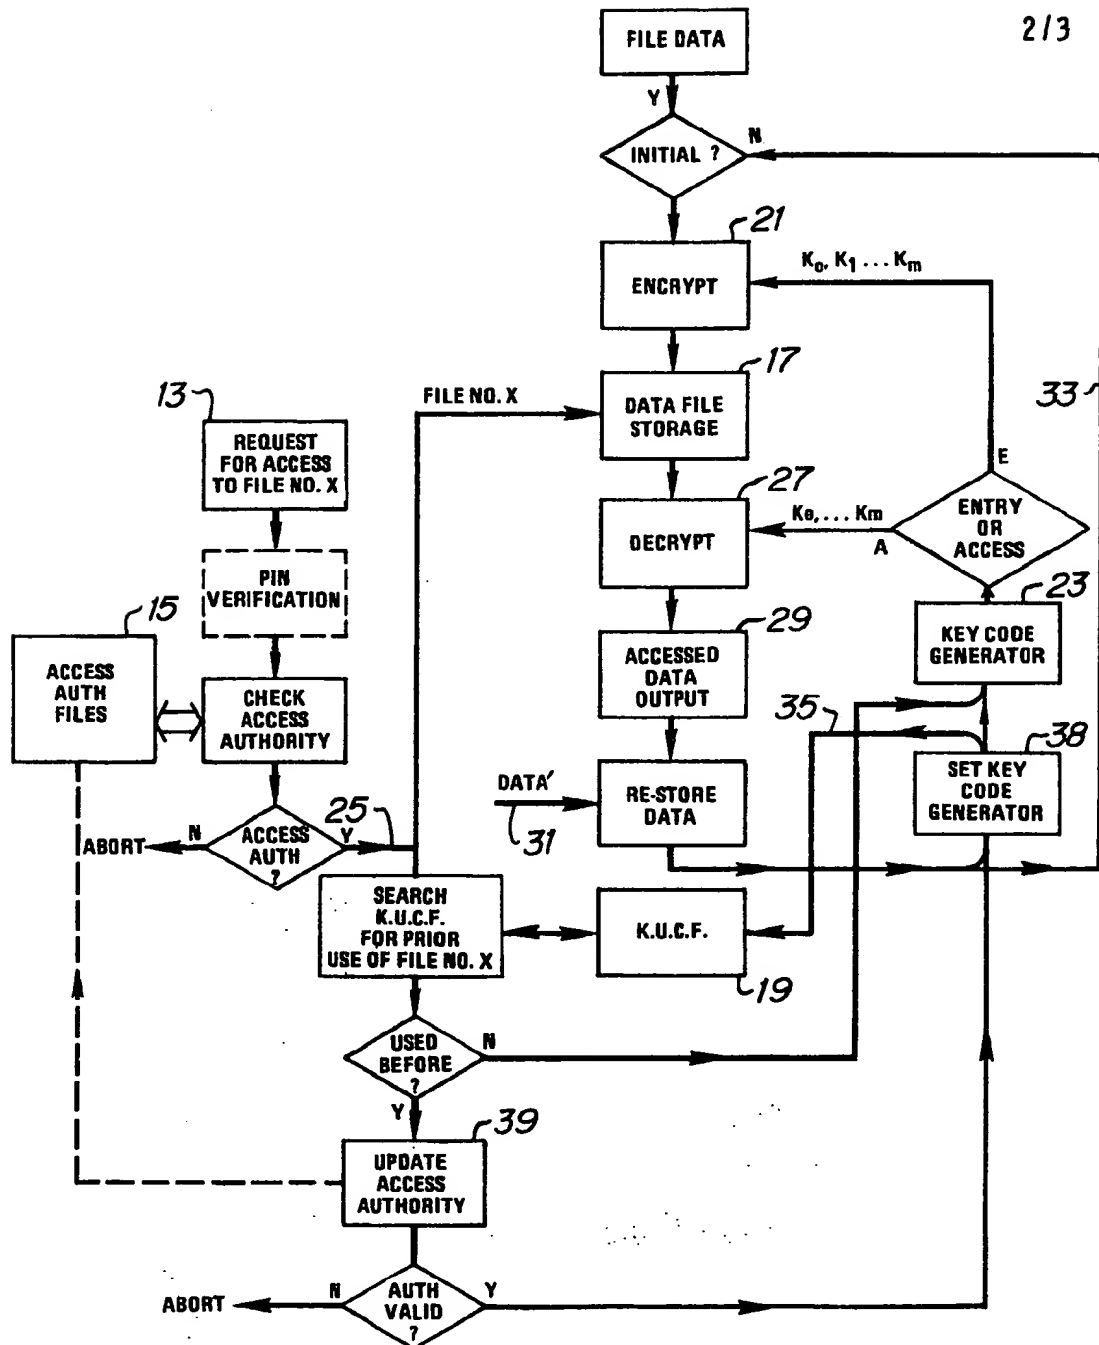 2/3
FILE DATA
Y
INITIAL ?
N
21
ENCRYPT
K₀, K₁ ... Kₘ
17
DATA FILE
STORAGE
FILE NO. X
33
13
REQUEST
FOR ACCESS
TO FILE NO. X
27
DECRYPT
Ko, ... Km
E
ENTRY
OR
ACCESS
A
PIN
VERIFICATION
15
ACCESS
AUTH
FILES
CHECK
ACCESS
AUTHORITY
29
ACCESSED
DATA
OUTPUT
23
KEY CODE
GENERATOR
35
38
SET KEY
CODE
GENERATOR
DATA′
31
RE-STORE
DATA
25
ABORT
N
ACCESS
AUTH
?
Y
SEARCH
K.U.C.F.
FOR PRIOR
USE OF FILE NO. X
K.U.C.F.
19
USED
BEFORE
?
N
Y
39
UPDATE
ACCESS
AUTHORITY
ABORT
N
AUTH
VALID
?
Y